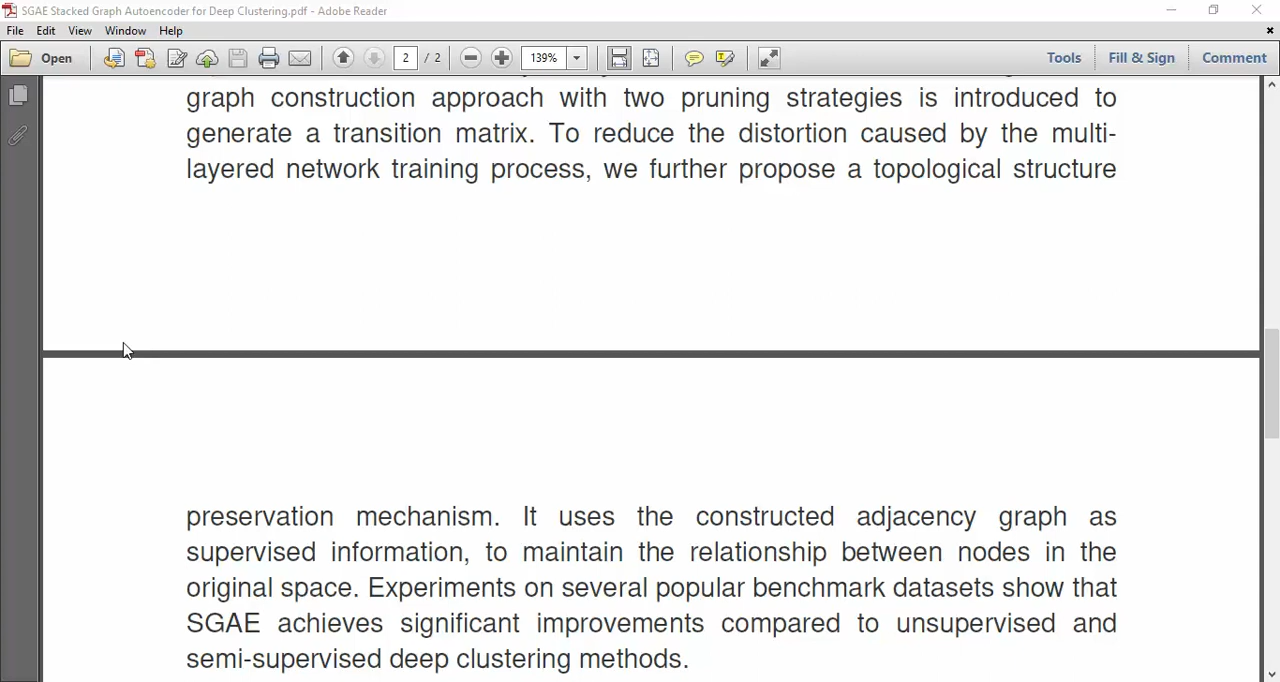 SGAE Stacked Graph Autoencoder for Deep Clustering.pdf - Adobe Reader
File Edit View Window Help
Open 2 / 2 139% Tools Fill & Sign Comment
graph construction approach with two pruning strategies is introduced to
generate a transition matrix. To reduce the distortion caused by the multi-
layered network training process, we further propose a topological structure
preservation mechanism. It uses the constructed adjacency graph as
supervised information, to maintain the relationship between nodes in the
original space. Experiments on several popular benchmark datasets show that
SGAE achieves significant improvements compared to unsupervised and
semi-supervised deep clustering methods.